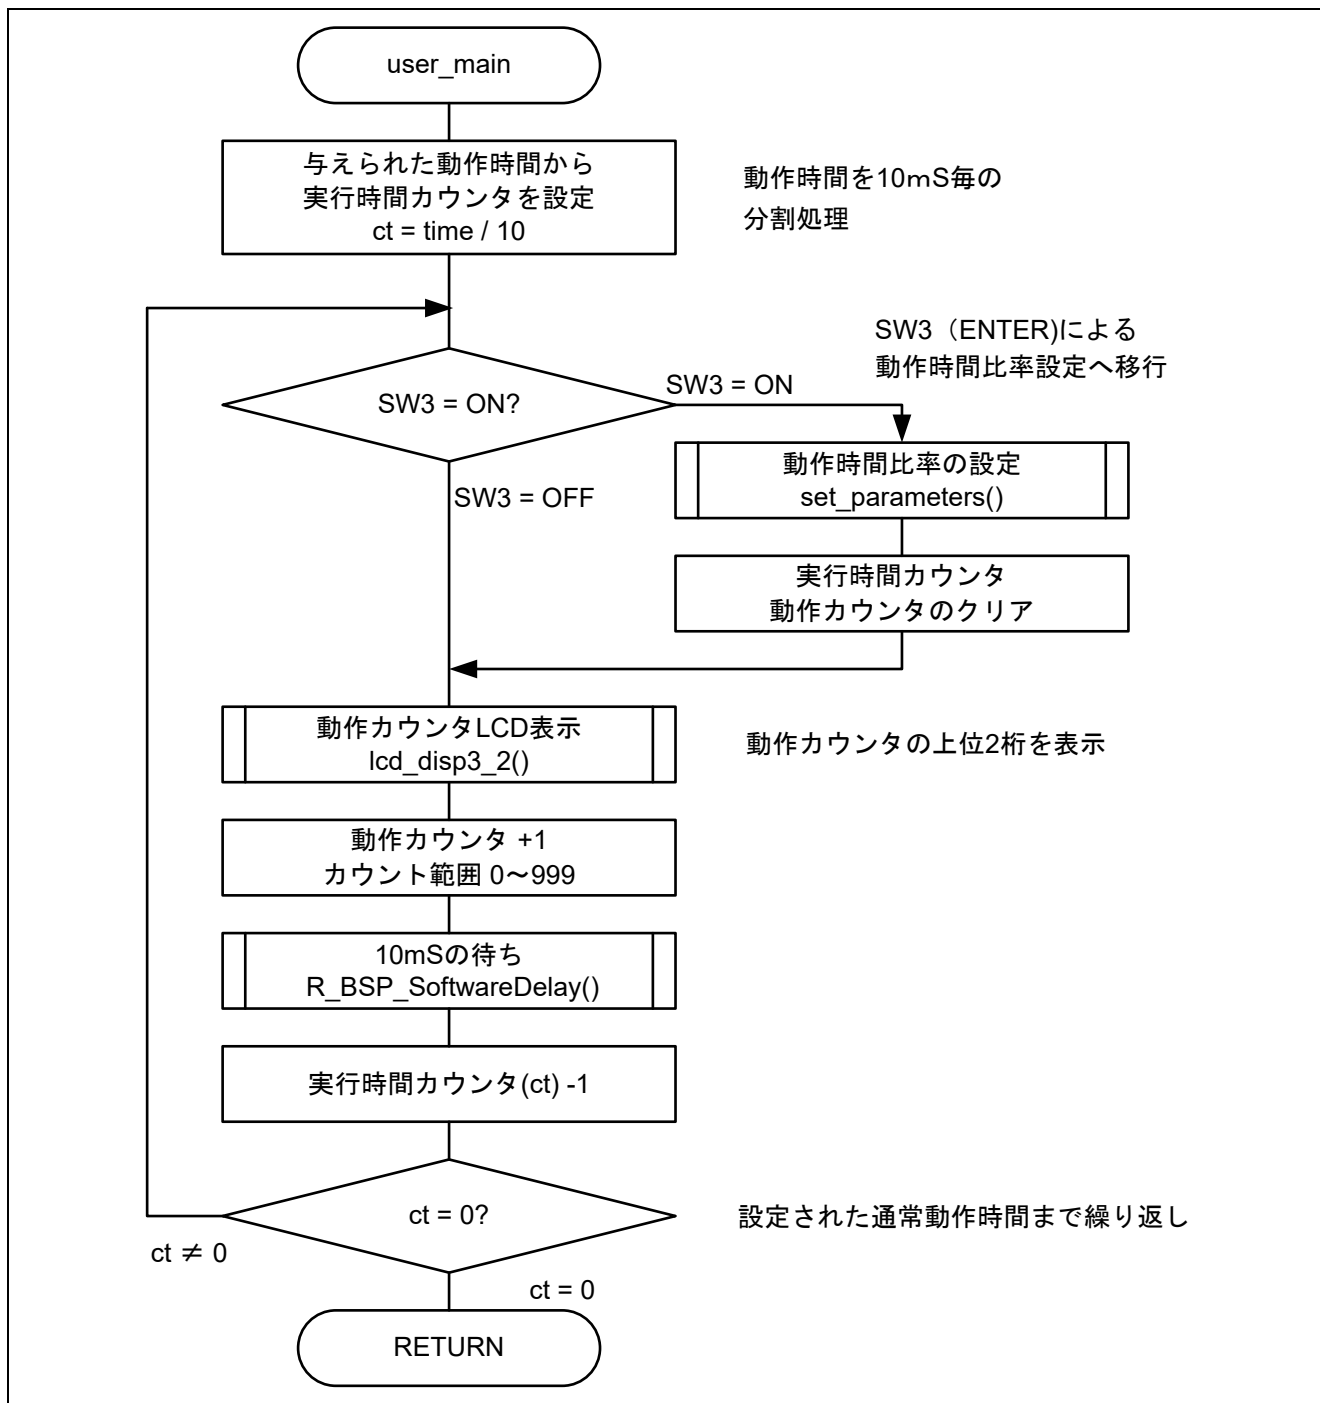 user_main
与えられた動作時間から
実行時間カウンタを設定
ct = time / 10
動作時間を10mS毎の
分割処理
SW3（ENTER)による
動作時間比率設定へ移行
SW3 = ON?
SW3 = ON
動作時間比率の設定
set_parameters()
SW3 = OFF
実行時間カウンタ
動作カウンタのクリア
動作カウンタLCD表示
lcd_disp3_2()
動作カウンタの上位2桁を表示
動作カウンタ +1
カウント範囲 0～999
10mSの待ち
R_BSP_SoftwareDelay()
実行時間カウンタ(ct) -1
ct = 0?
設定された通常動作時間まで繰り返し
ct ≠ 0
ct = 0
RETURN